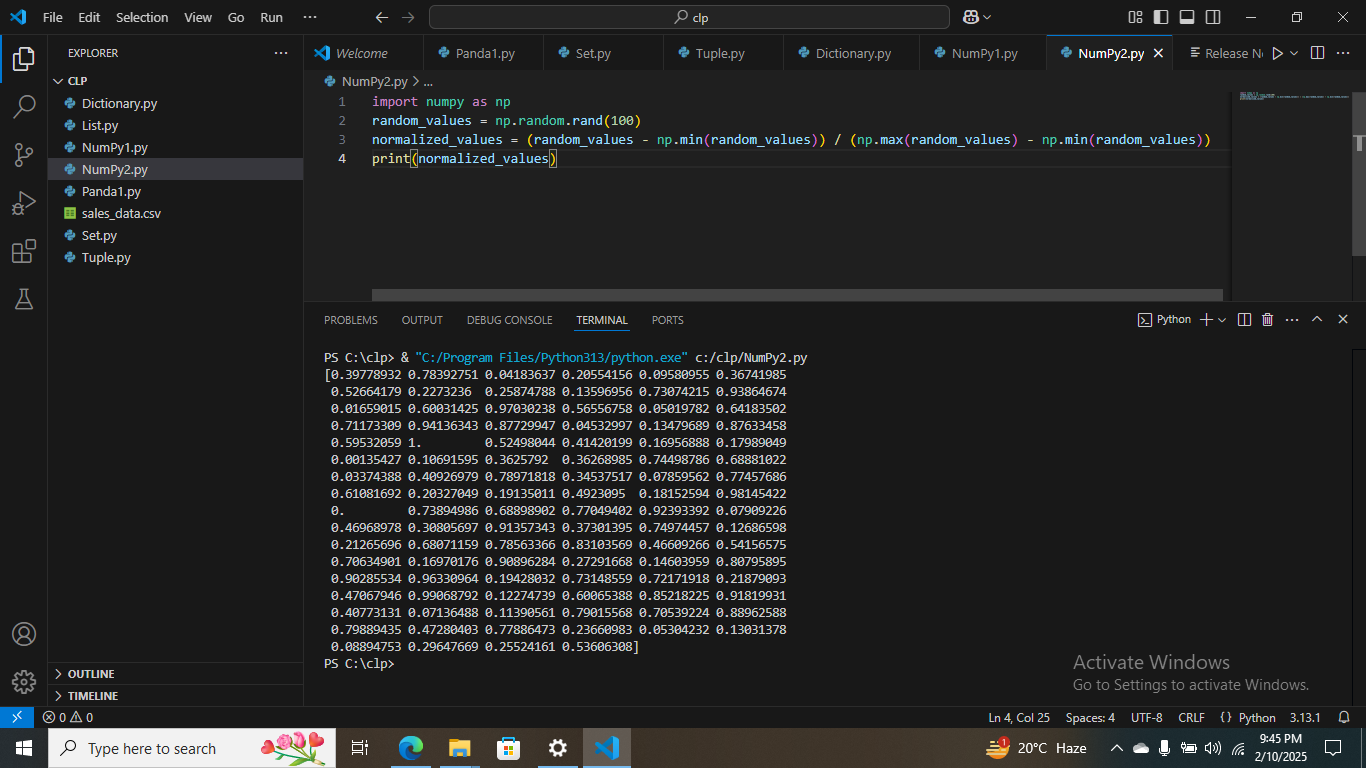 File Edit Selection View Go Run ··· clp
EXPLORER ···
Welcome Panda1.py Set.py Tuple.py Dictionary.py NumPy1.py NumPy2.py Release
CLP
Dictionary.py
List.py
NumPy1.py
NumPy2.py
Panda1.py
sales_data.csv
Set.py
Tuple.py
OUTLINE
TIMELINE
NumPy2.py > ...
1 import numpy as np
2 random_values = np.random.rand(100)
3 normalized_values = (random_values - np.min(random_values)) / (np.max(random_values) - np.min(random_values))
4 print(normalized_values)
PROBLEMS OUTPUT DEBUG CONSOLE TERMINAL PORTS Python
PS C:\clp> & "C:/Program Files/Python313/python.exe" c:/clp/NumPy2.py
[0.39778932 0.78392751 0.04183637 0.20554156 0.09580955 0.36741985
0.52664179 0.2273236 0.25874788 0.13596956 0.73074215 0.93864674
0.01659015 0.60031425 0.97030238 0.56556758 0.05019782 0.64183502
0.71173309 0.94136343 0.87729947 0.04532997 0.13479689 0.87633458
0.59532059 1. 0.52498044 0.41420199 0.16956888 0.17989049
0.00135427 0.10691595 0.3625792 0.36268985 0.74498786 0.68881022
0.03374388 0.40926979 0.78971818 0.34537517 0.07859562 0.77457686
0.61081692 0.20327049 0.19135011 0.4923095 0.18152594 0.98145422
0. 0.73894986 0.68898902 0.77049402 0.92393392 0.07909226
0.46968978 0.30805697 0.91357343 0.37301395 0.74974457 0.12686598
0.21265696 0.68071159 0.78563366 0.83103569 0.46609266 0.54156575
0.70634901 0.16970176 0.90896284 0.27291668 0.14603959 0.80795895
0.90285534 0.96330964 0.19428032 0.73148559 0.72171918 0.21879093
0.47067946 0.99068792 0.12274739 0.60065388 0.85218225 0.91819931
0.40773131 0.07136488 0.11390561 0.79015568 0.70539224 0.88962588
0.79889435 0.47280403 0.77886473 0.23660983 0.05304232 0.13031378
0.08894753 0.29647669 0.25524161 0.53606308]
PS C:\clp>
Activate Windows
Go to Settings to activate Windows.
0 0 Ln 4, Col 25 Spaces: 4 UTF-8 CRLF {} Python 3.13.1
Type here to search 1 20°C Haze 9:45 PM
2/10/2025